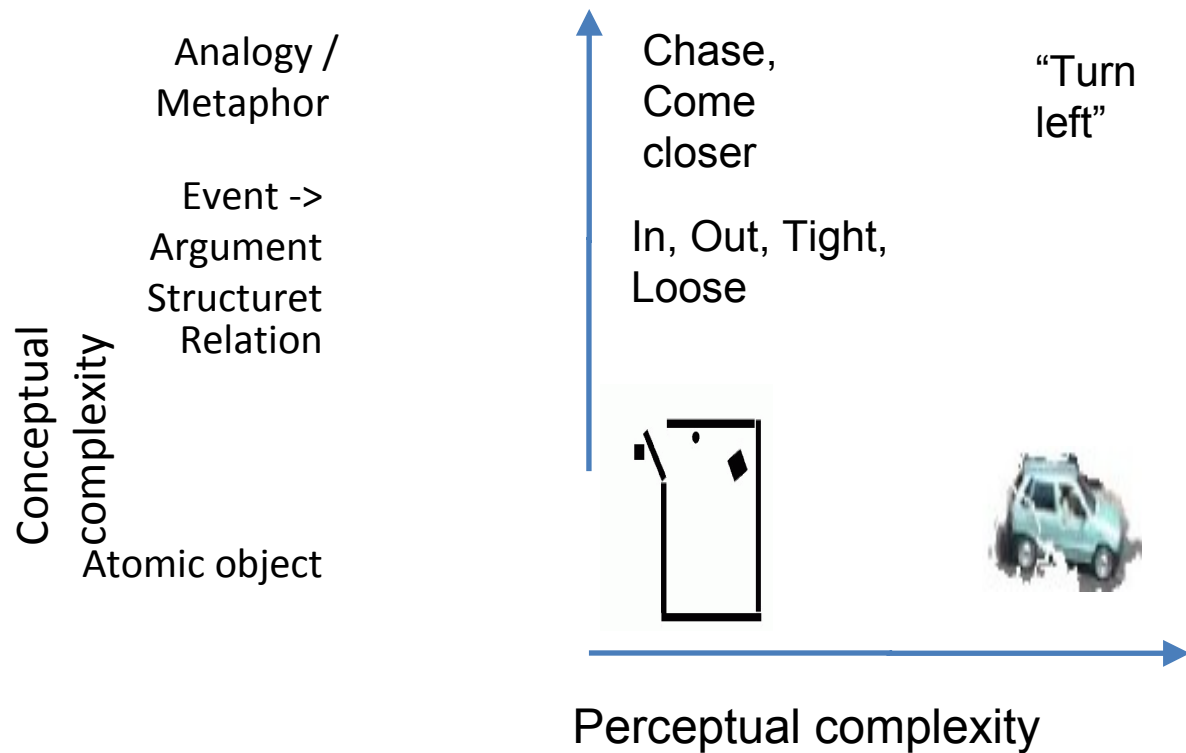 Analogy /
Metaphor
Event ->
Argument
Structuret
Relation
Atomic object
Conceptual
complexity
Chase,
Come
closer
“Turn
left”
In, Out, Tight,
Loose
Perceptual complexity